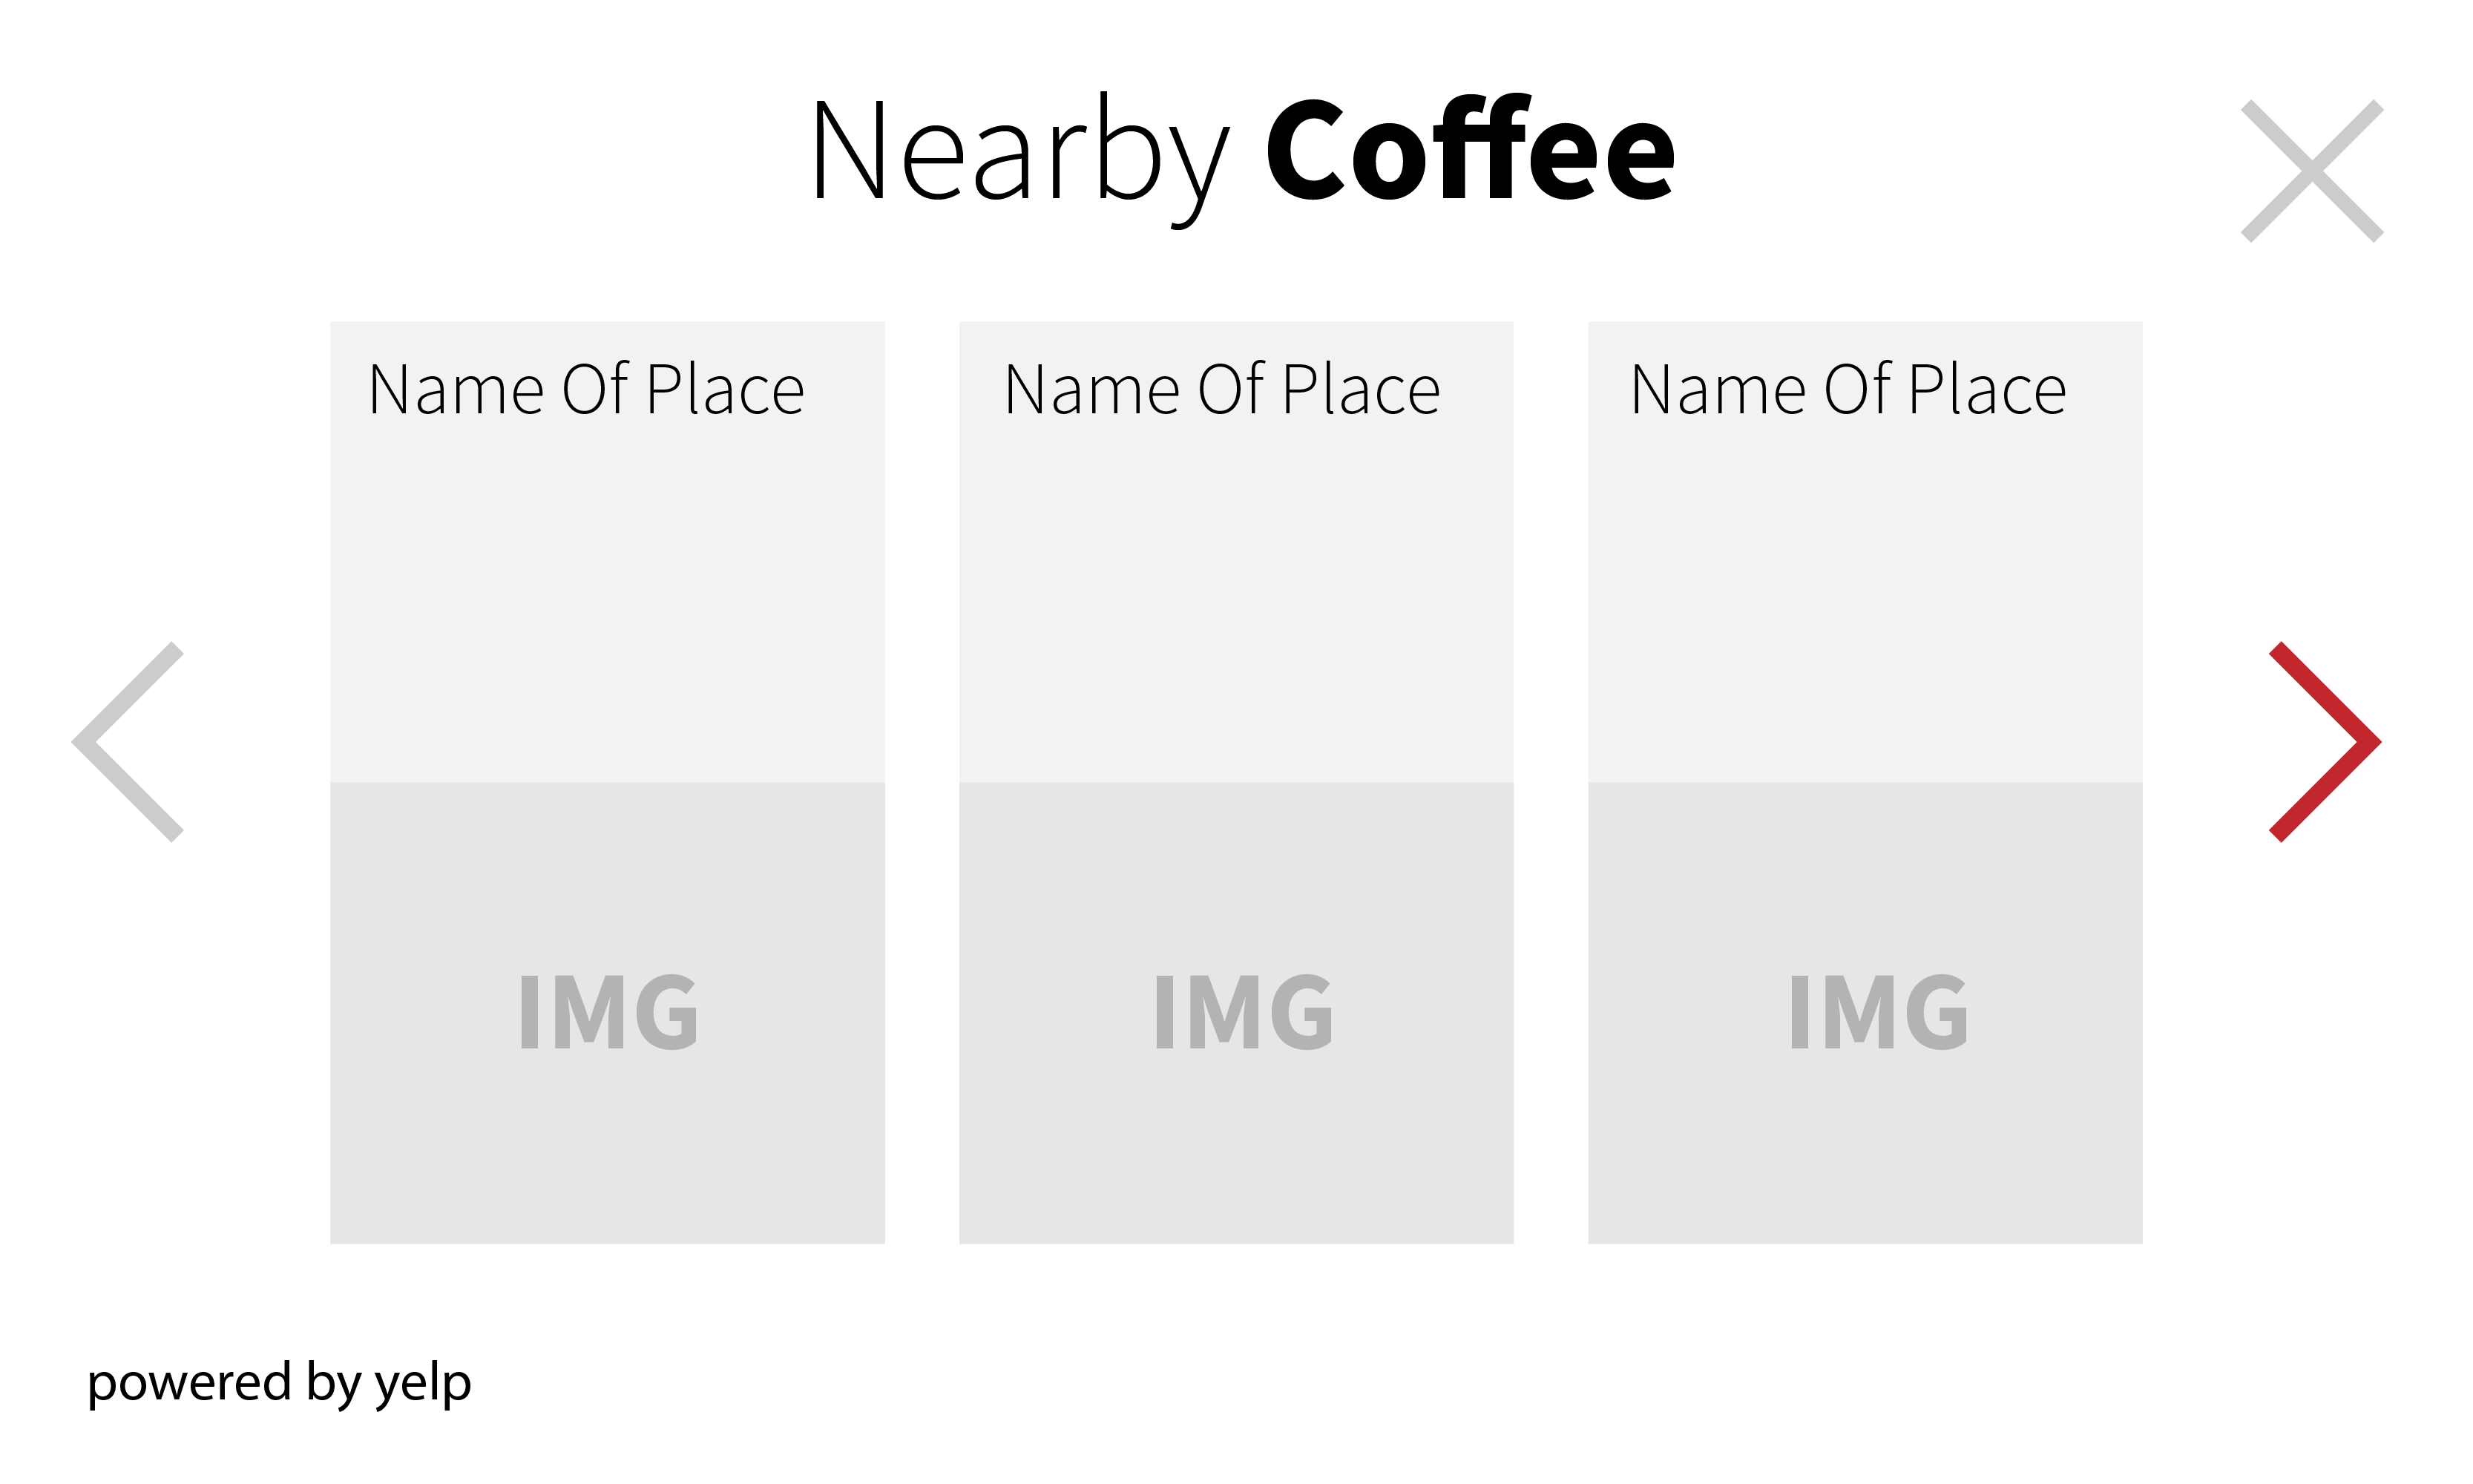 Nearby Coffee
Name Of Place
Name Of Place
Name Of Place
IMG
IMG
IMG
powered by yelp